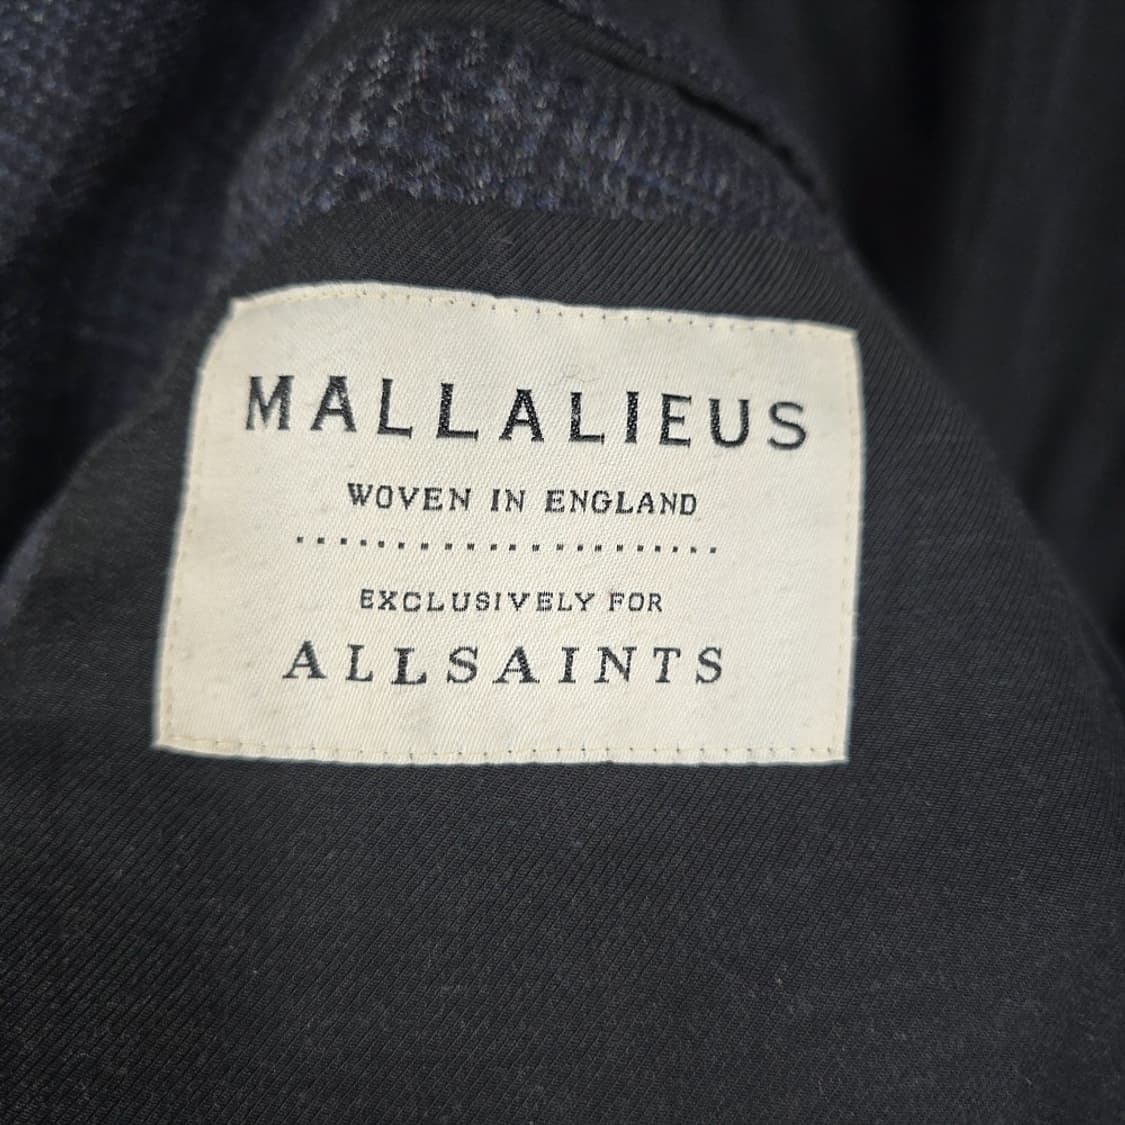 MALLALIEUS
WOVEN IN ENGLAND
EXCLUSIVELY FOR
ALLSAINTS